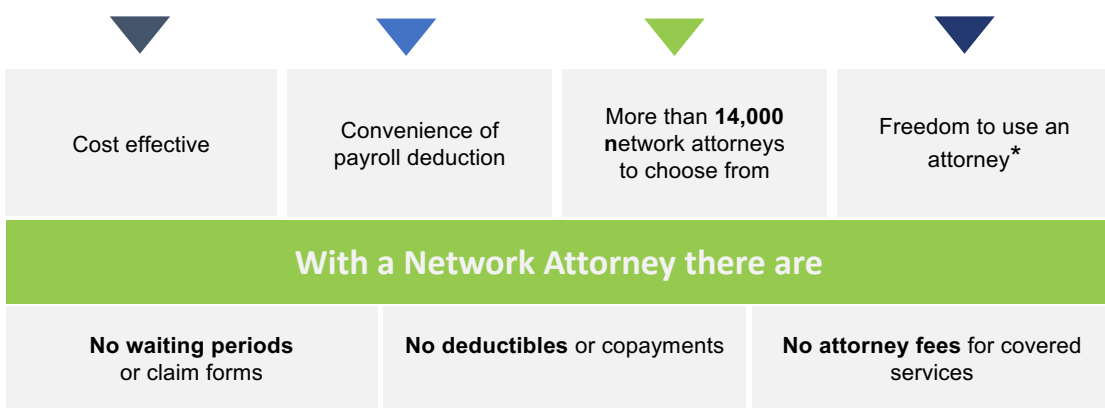 Cost effective
Convenience of
payroll deduction
More than 14,000
network attorneys
to choose from
Freedom to use an
attorney*
With a Network Attorney there are
No waiting periods
or claim forms
No deductibles or copayments
No attorney fees for covered
services